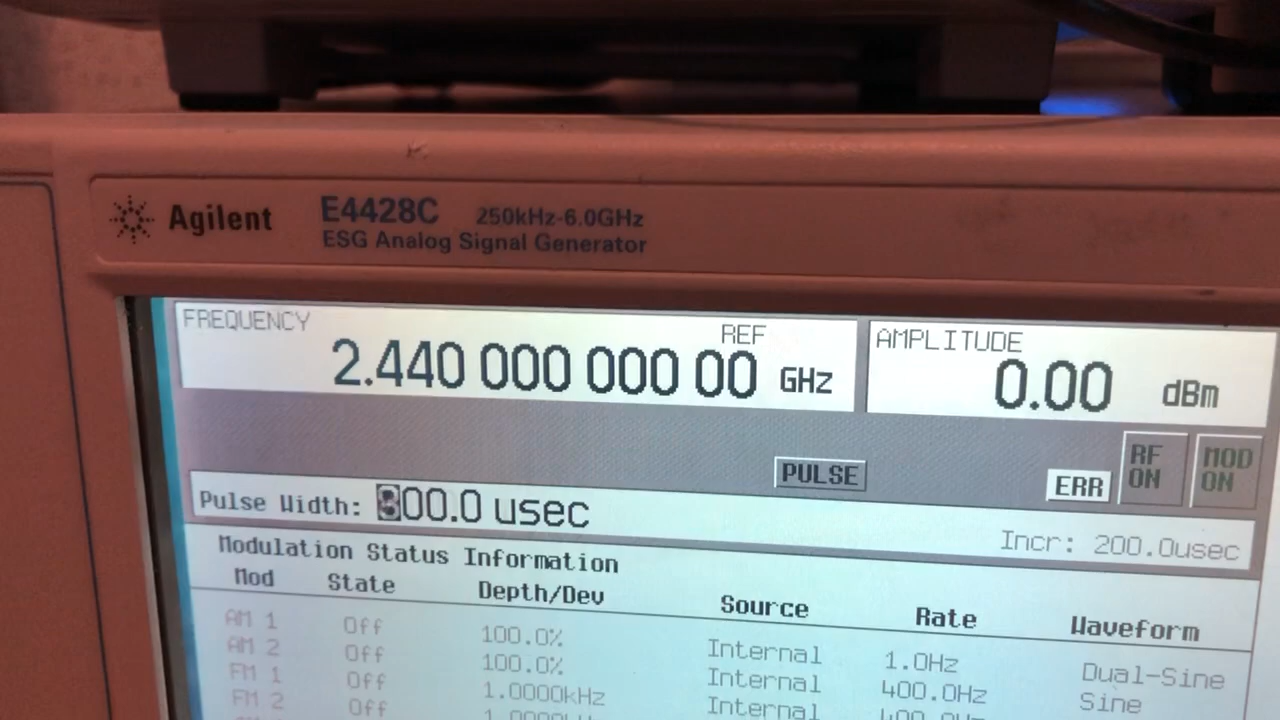 Agilent E4428C 250kHz-6.0GHz
ESG Analog Signal Generator
FREQUENCY REF AMPLITUDE
2.440 000 000 00 GHz 0.00 dBm
PULSE ERR RF ON MOD ON
Pulse Width: 800.0 usec
Incr: 200.0usec
Modulation Status Information
Mod State Depth/Dev Source Rate Waveform
AM 1 Off 100.0% Internal 1.0Hz Dual-Sine
AM 2 Off 100.0% Internal 400.0Hz Sine
FM 1 Off 1.0000kHz Internal 400.0Hz
FM 2 Off